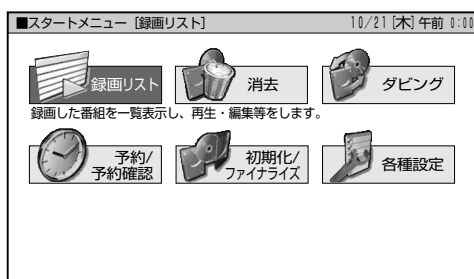 ■スタートメニュー [録画リスト] 10/21 [木] 午前 0:00
録画リスト 消去 ダビング
録画した番組を一覧表示し、再生・編集等をします。
予約/ 初期化/
予約確認 ファイナライズ 各種設定